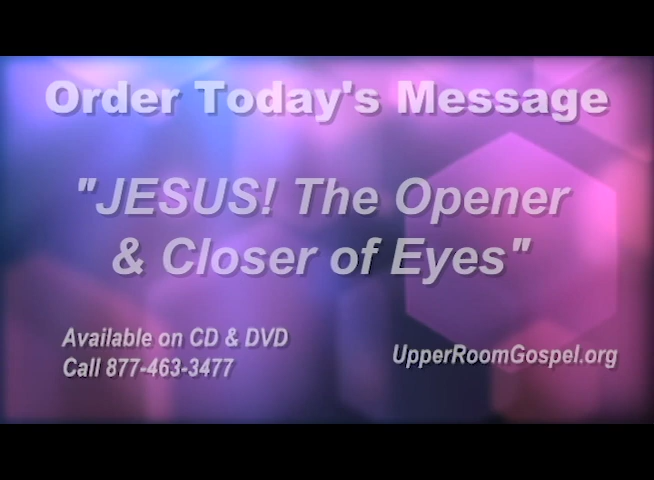 Order Today's Message
"JESUS! The Opener
& Closer of Eyes"
Available on CD & DVD
Call 877-463-3477
UpperRoomGospel.org